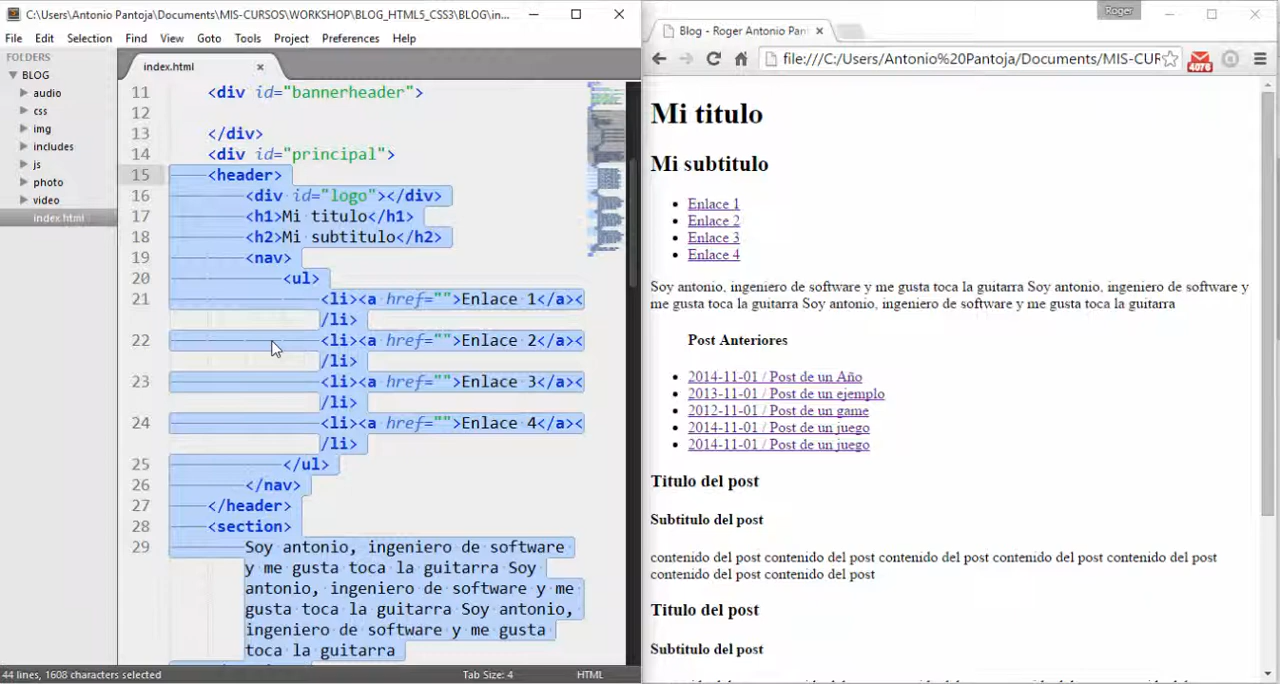 C:\Users\Antonio Pantoja\Documents\MIS-CURSOS\WORKSHOP\BLOG_HTML5_CSS3\BLOG\in...
File Edit Selection Find View Goto Tools Project Preferences Help
FOLDERS
BLOG
audio
css
img
includes
js
photo
video
index.html
index.html
11 <div id="bannerheader">
12
13 </div>
14 <div id="principal">
15 <header>
16 <div id="logo"></div>
17 <h1>Mi titulo</h1>
18 <h2>Mi subtitulo</h2>
19 <nav>
20 <ul>
21 <li><a href="">Enlace 1</a><
/li>
22 <li><a href="">Enlace 2</a><
/li>
23 <li><a href="">Enlace 3</a><
/li>
24 <li><a href="">Enlace 4</a><
/li>
25 </ul>
26 </nav>
27 </header>
28 <section>
29 Soy antonio, ingeniero de software
y me gusta toca la guitarra Soy
antonio, ingeniero de software y me
gusta toca la guitarra Soy antonio,
ingeniero de software y me gusta
toca la guitarra
44 lines, 1608 characters selected
Tab Size: 4
HTML
Roger
Blog - Roger Antonio Pan
file:///C:/Users/Antonio%20Pantoja/Documents/MIS-CUR
4076
Mi titulo
Mi subtitulo
Enlace 1
Enlace 2
Enlace 3
Enlace 4
Soy antonio, ingeniero de software y me gusta toca la guitarra Soy antonio, ingeniero de software y
me gusta toca la guitarra Soy antonio, ingeniero de software y me gusta toca la guitarra
Post Anteriores
2014-11-01 / Post de un Año
2013-11-01 / Post de un ejemplo
2012-11-01 / Post de un game
2014-11-01 / Post de un juego
2014-11-01 / Post de un juego
Titulo del post
Subtitulo del post
contenido del post contenido del post contenido del post contenido del post contenido del post
contenido del post contenido del post
Titulo del post
Subtitulo del post